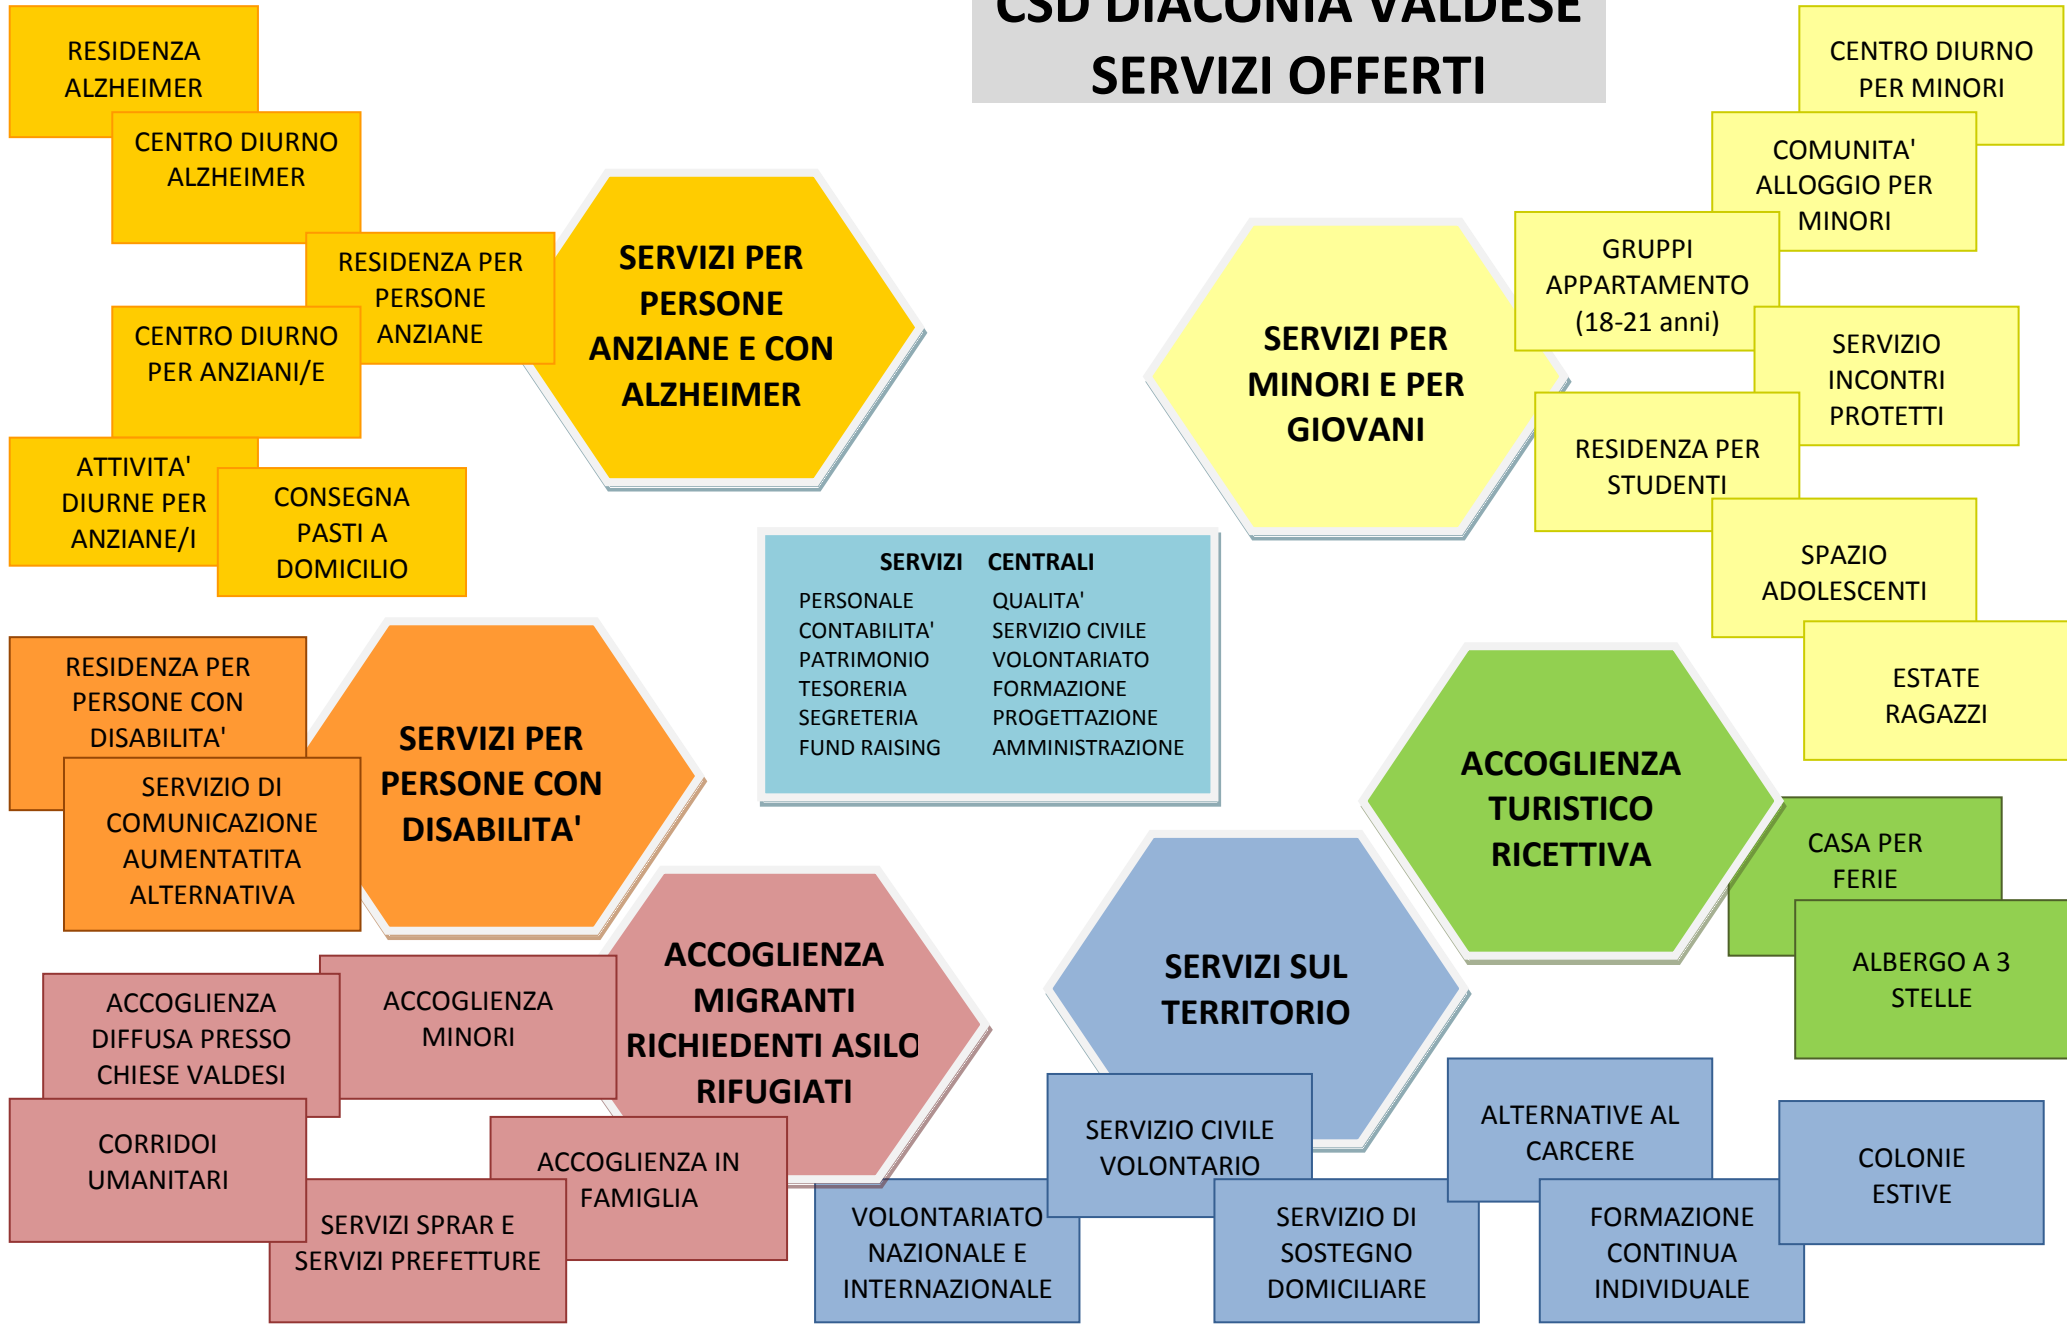 CSD DIACONIA VALDESE
SERVIZI OFFERTI
RESIDENZA
ALZHEIMER
CENTRO DIURNO
ALZHEIMER
RESIDENZA PER
PERSONE
ANZIANE
CENTRO DIURNO
PER ANZIANI/E
ATTIVITA'
DIURNE PER
ANZIANE/I
CONSEGNA
PASTI A
DOMICILIO
SERVIZI PER
PERSONE
ANZIANE E CON
ALZHEIMER
SERVIZI PER
MINORI E PER
GIOVANI
CENTRO DIURNO
PER MINORI
COMUNITA'
ALLOGGIO PER
MINORI
GRUPPI
APPARTAMENTO
(18-21 anni)
SERVIZIO
INCONTRI
PROTETTI
RESIDENZA PER
STUDENTI
SPAZIO
ADOLESCENTI
ESTATE
RAGAZZI
SERVIZI CENTRALI
PERSONALE QUALITA'
CONTABILITA' SERVIZIO CIVILE
PATRIMONIO VOLONTARIATO
TESORERIA FORMAZIONE
SEGRETERIA PROGETTAZIONE
FUND RAISING AMMINISTRAZIONE
RESIDENZA PER
PERSONE CON
DISABILITA'
SERVIZIO DI
COMUNICAZIONE
AUMENTATITA
ALTERNATIVA
SERVIZI PER
PERSONE CON
DISABILITA'
ACCOGLIENZA
TURISTICO
RICETTIVA
CASA PER
FERIE
ALBERGO A 3
STELLE
ACCOGLIENZA
MIGRANTI
RICHIEDENTI ASILO
RIFUGIATI
ACCOGLIENZA
MINORI
ACCOGLIENZA
DIFFUSA PRESSO
CHIESE VALDESI
CORRIDOI
UMANITARI
SERVIZI SPRAR E
SERVIZI PREFETTURE
ACCOGLIENZA IN
FAMIGLIA
SERVIZI SUL
TERRITORIO
VOLONTARIATO
NAZIONALE E
INTERNAZIONALE
SERVIZIO CIVILE
VOLONTARIO
SERVIZIO DI
SOSTEGNO
DOMICILIARE
ALTERNATIVE AL
CARCERE
FORMAZIONE
CONTINUA
INDIVIDUALE
COLONIE
ESTIVE